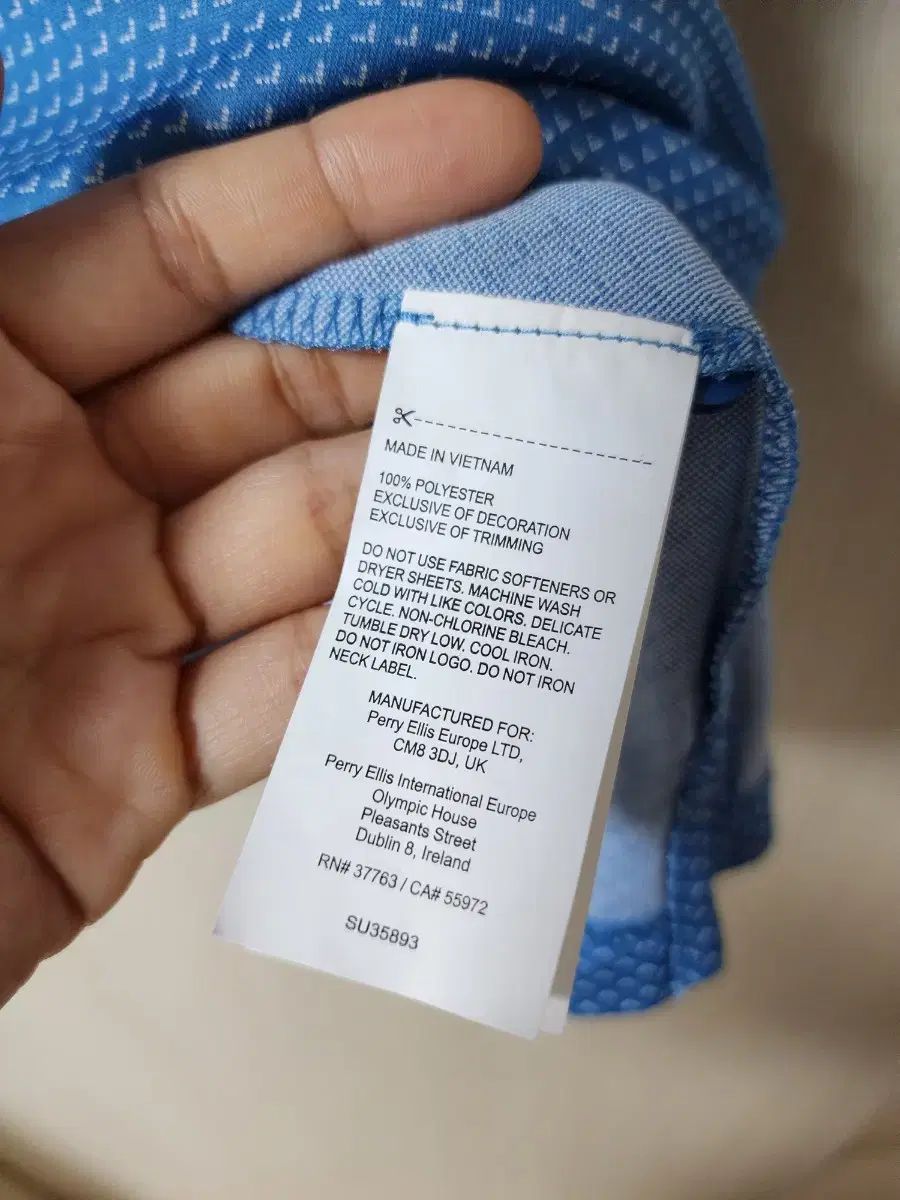 MADE IN VIETNAM
100% POLYESTER
EXCLUSIVE OF DECORATION
EXCLUSIVE OF TRIMMING
DO NOT USE FABRIC SOFTENERS OR
DRYER SHEETS. MACHINE WASH
COLD WITH LIKE COLORS. DELICATE
CYCLE. NON-CHLORINE BLEACH.
TUMBLE DRY LOW. COOL IRON.
DO NOT IRON LOGO. DO NOT IRON
NECK LABEL.
MANUFACTURED FOR:
Perry Ellis Europe LTD,
CM8 3DJ, UK
Perry Ellis International Europe
Olympic House
Pleasants Street
Dublin 8, Ireland
RN# 37763 / CA# 55972
SU35893